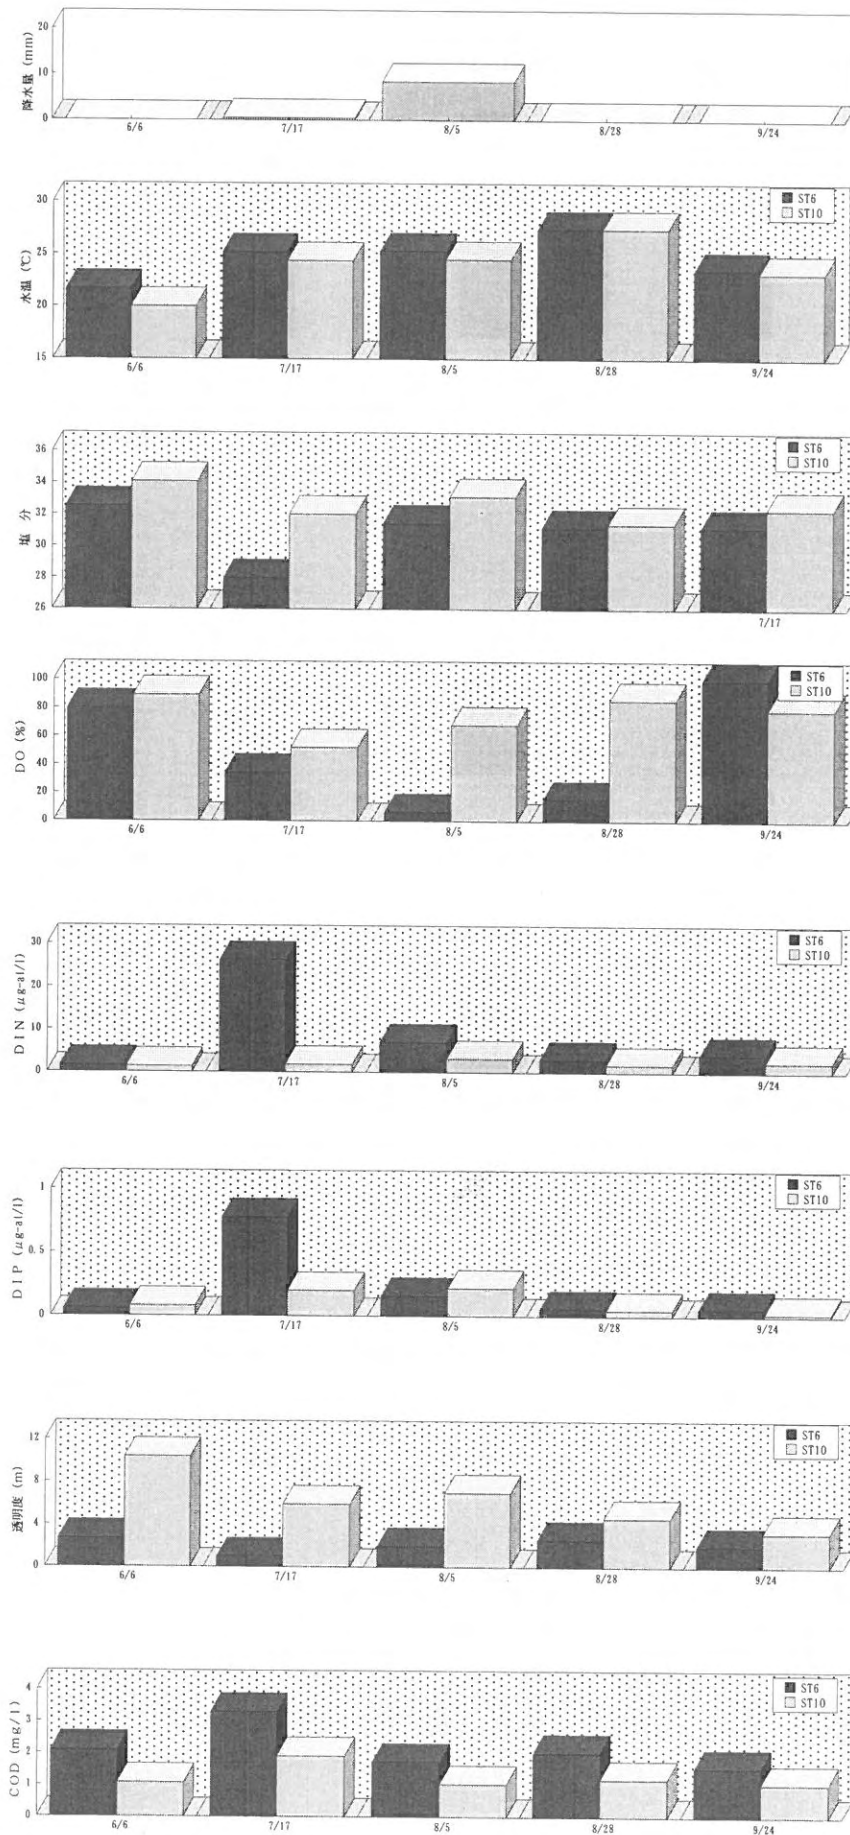 降水量 (mm)
20
10
0
6/6 7/17 8/5 8/28 9/24
水温 (℃)
30
25
20
15
ST6
ST10
6/6 7/17 8/5 8/28 9/24
塩 分
36
34
32
30
28
26
ST6
ST10
7/17
DO (%)
100
80
60
40
20
0
ST6
ST10
6/6 7/17 8/5 8/28 9/24
DIN (μg-at/l)
30
20
10
0
ST6
ST10
6/6 7/17 8/5 8/28 9/24
DIP (μg-at/l)
1
0.5
0
ST6
ST10
6/6 7/17 8/5 8/28 9/24
透明度 (m)
12
8
4
0
ST6
ST10
6/6 7/17 8/5 8/28 9/24
COD (mg/l)
4
3
2
1
0
ST6
ST10
6/6 7/17 8/5 8/28 9/24